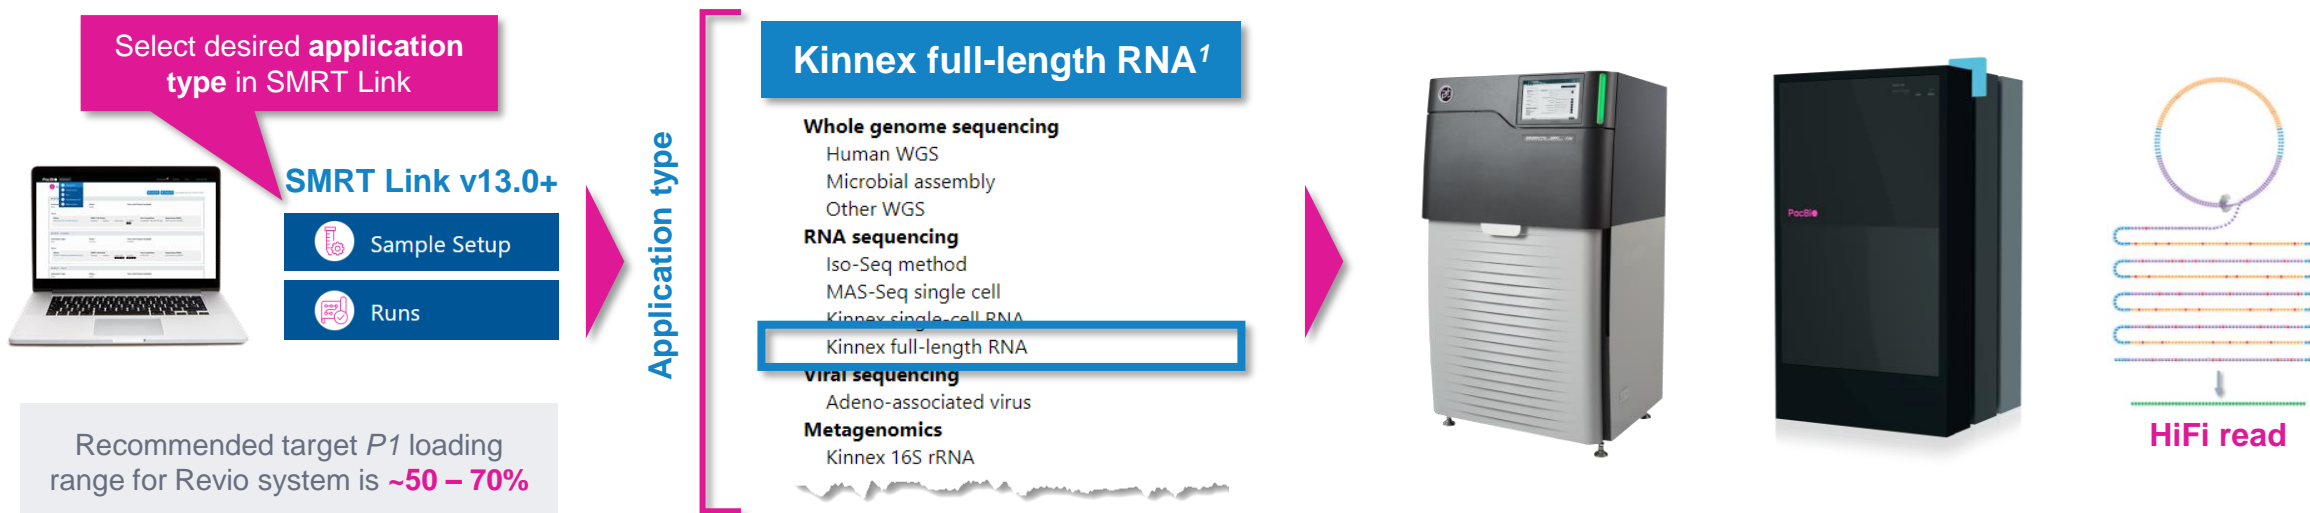 Select desired application
type in SMRT Link
SMRT Link v13.0+
Sample Setup
Runs
Recommended target P1 loading
range for Revio system is ~50 – 70%
Application type
Kinnex full-length RNA1
Whole genome sequencing
Human WGS
Microbial assembly
Other WGS
RNA sequencing
Iso-Seq method
MAS-Seq single cell
Kinnex single-cell RNA
Kinnex full-length RNA
Viral sequencing
Adeno-associated virus
Metagenomics
Kinnex 16S rRNA
PacBio
HiFi read